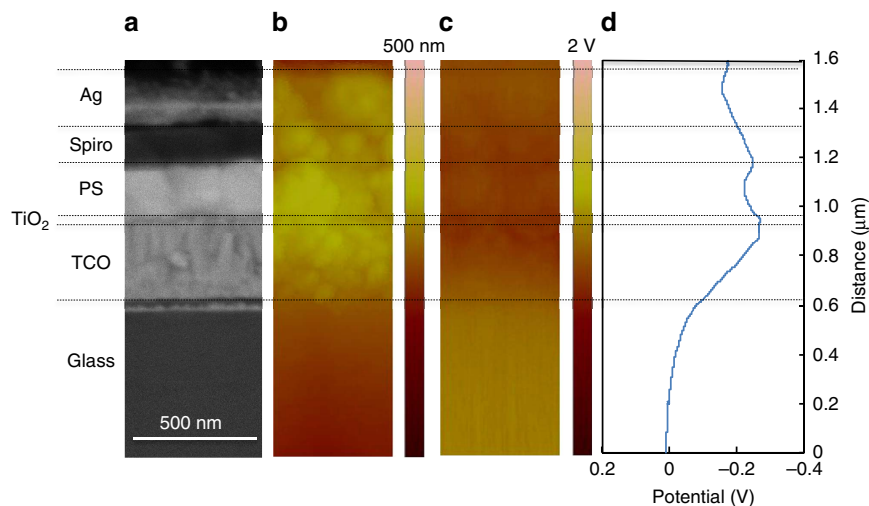 a b c d
500 nm 2 V
Ag
Spiro
PS
TiO2
TCO
Glass
500 nm
1.6
1.4
1.2
1.0
0.8
0.6
0.4
0.2
0
Distance (μm)
0.2 0 –0.2 –0.4
Potential (V)